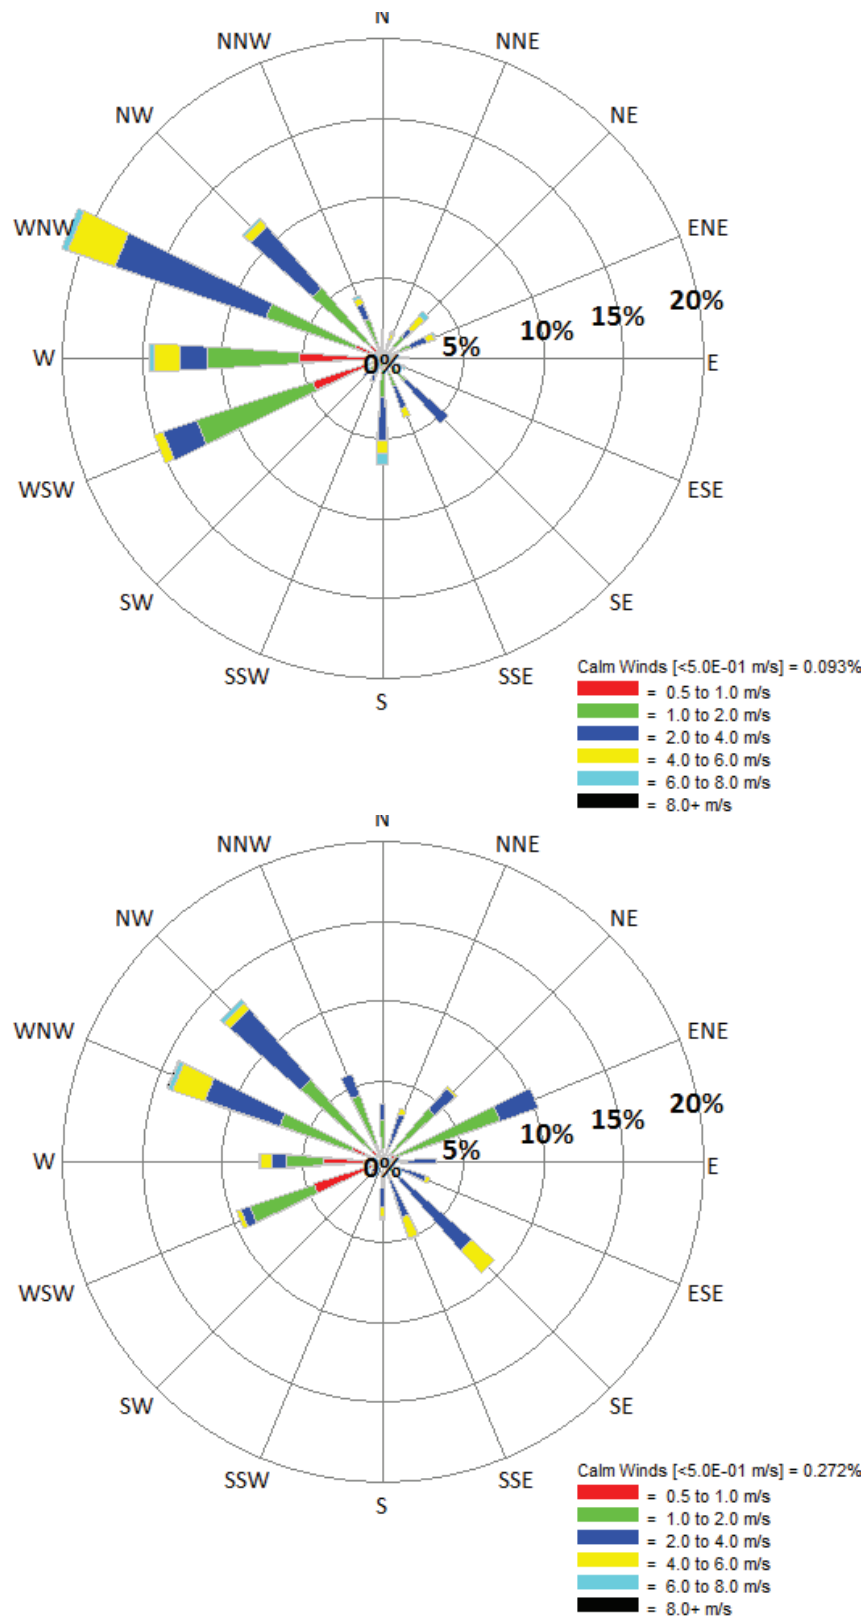 N
NNW
NNE
NW
NE
WNW
ENE
20%
15%
10%
5%
W
0%
E
WSW
ESE
SW
SE
SSW
SSE
S
Calm Winds [<5.0E-01 m/s] = 0.093%
= 0.5 to 1.0 m/s
= 1.0 to 2.0 m/s
= 2.0 to 4.0 m/s
= 4.0 to 6.0 m/s
= 6.0 to 8.0 m/s
= 8.0+ m/s
N
NNW
NNE
NW
NE
WNW
ENE
20%
15%
10%
5%
W
0%
E
WSW
ESE
SW
SE
SSW
SSE
S
Calm Winds [<5.0E-01 m/s] = 0.272%
= 0.5 to 1.0 m/s
= 1.0 to 2.0 m/s
= 2.0 to 4.0 m/s
= 4.0 to 6.0 m/s
= 6.0 to 8.0 m/s
= 8.0+ m/s